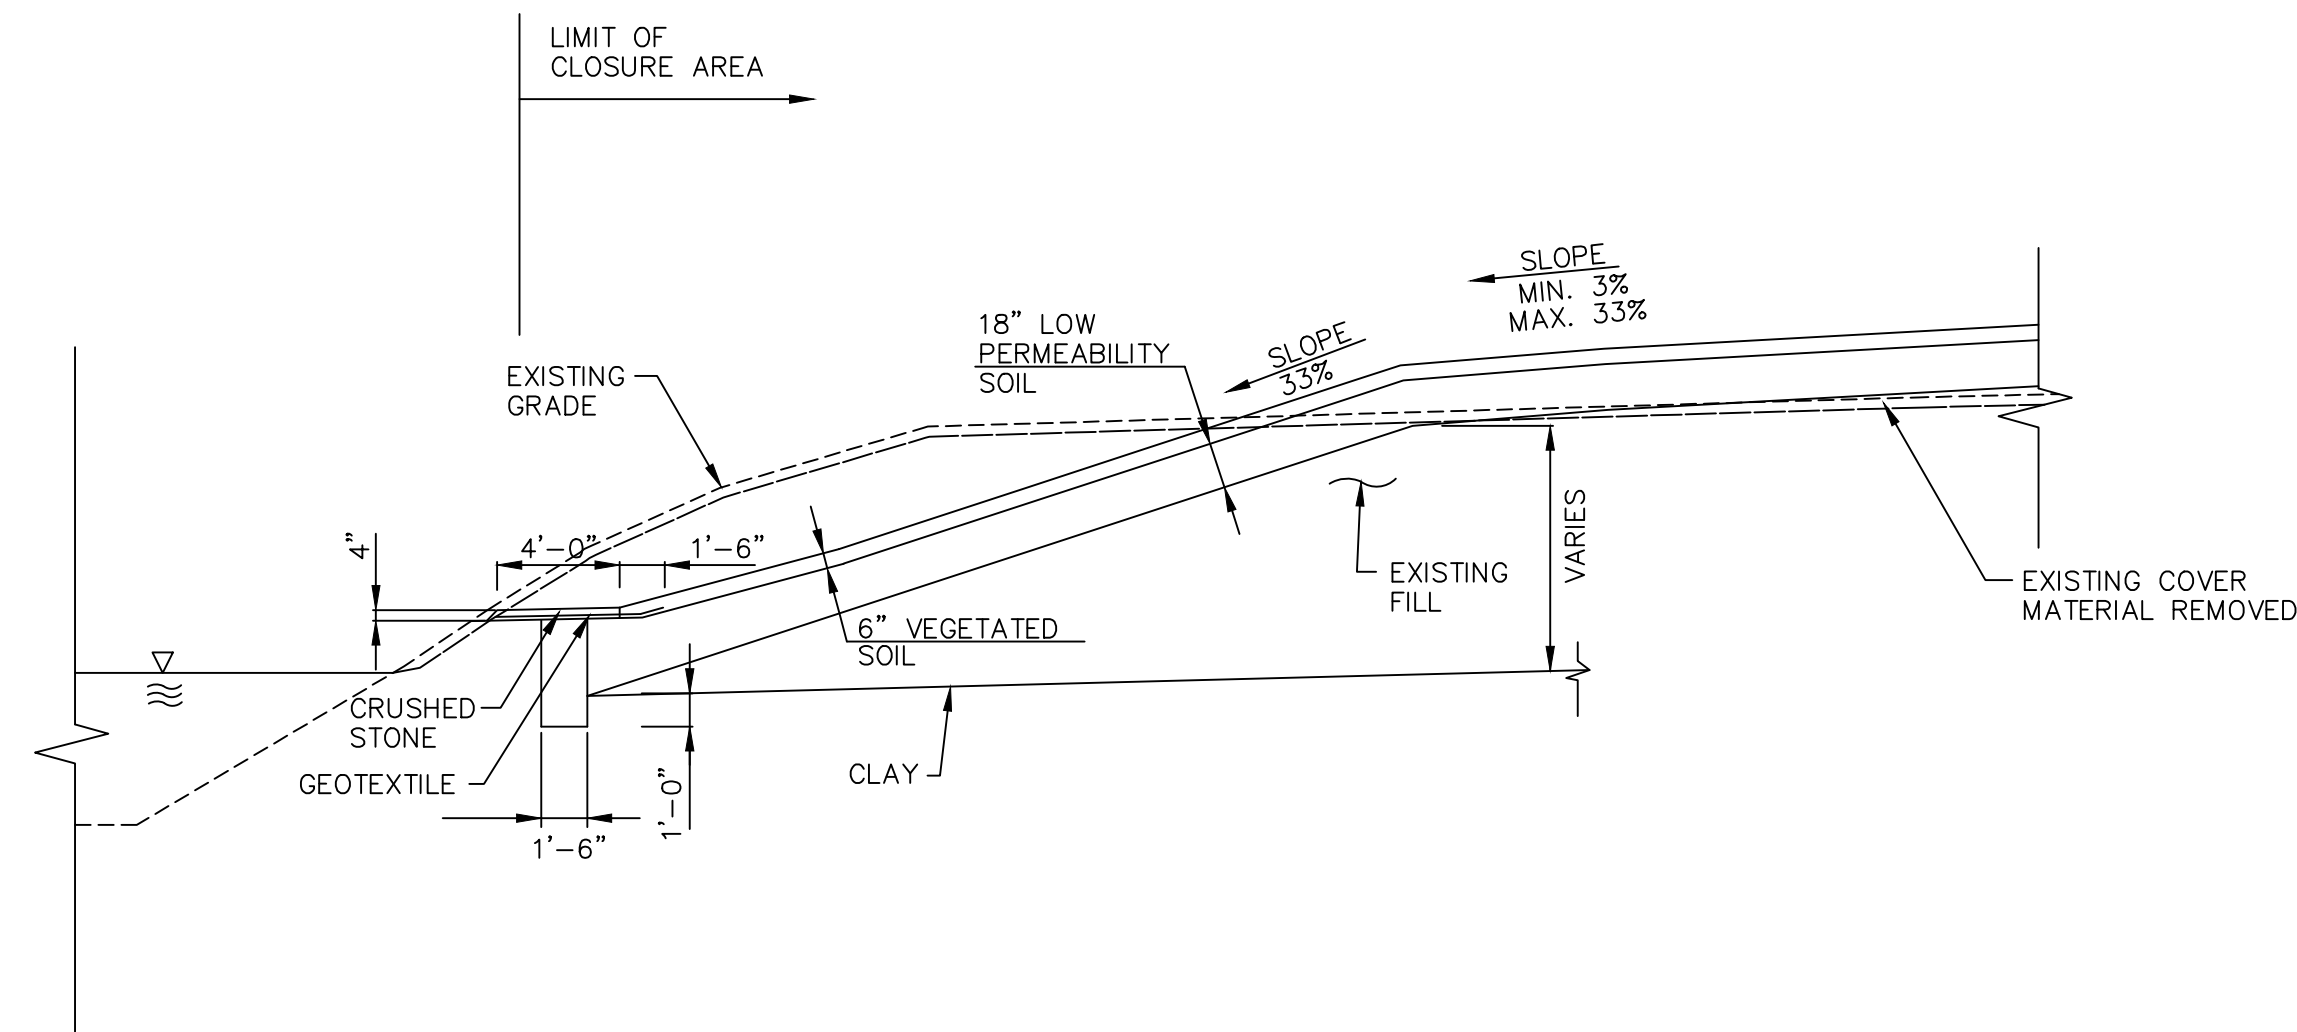 LIMIT OF
CLOSURE AREA
SLOPE
MIN. 3%
MAX. 33%
18" LOW
PERMEABILITY
SOIL
SLOPE
33%
EXISTING
GRADE
4"
4'-0"
1'-6"
VARIES
EXISTING
FILL
EXISTING COVER
MATERIAL REMOVED
6" VEGETATED
SOIL
CRUSHED
STONE
GEOTEXTILE
CLAY
1'-0"
1'-6"